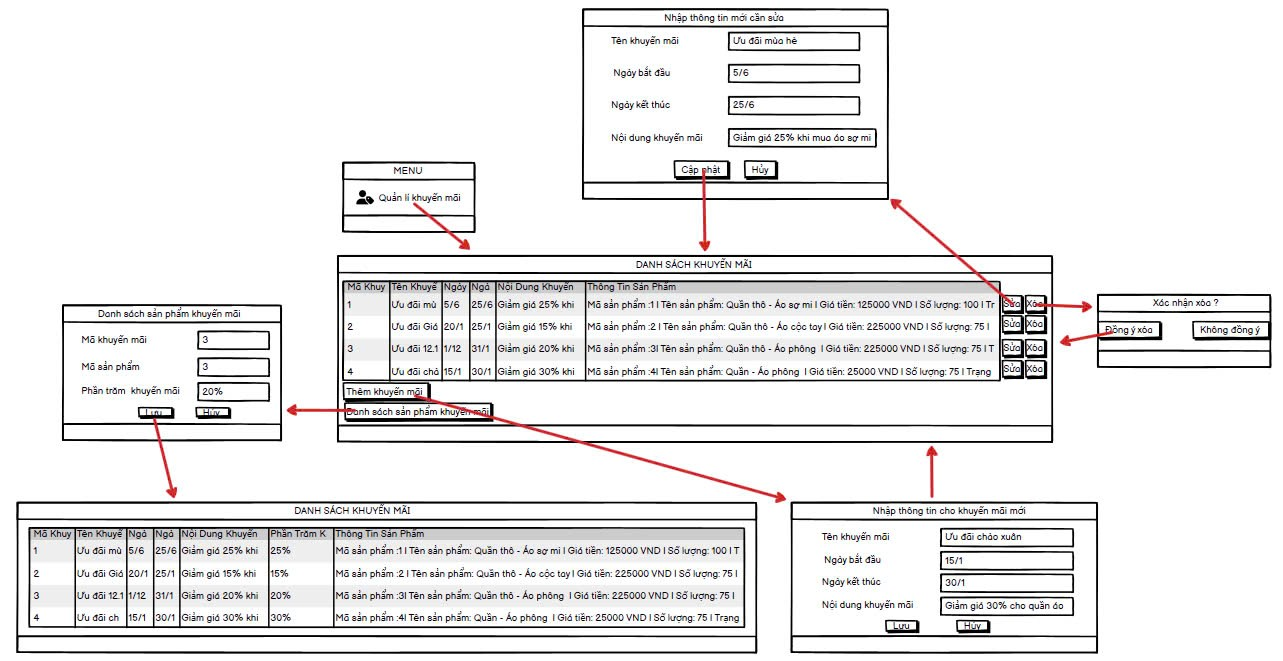 Nhập thông tin mới cần sửa
Tên khuyến mãi Ưu đãi mùa hè
Ngày bắt đầu 5/6
Ngày kết thúc 25/6
Nội dung khuyến mãi Giảm giá 25% khi mua áo sợ mi
Cập nhật Hủy
MENU
Quản lí khuyến mãi
DANH SÁCH KHUYẾN MÃI
Mã Khuy Tên Khuyế Ngày Ngà Nội Dung Khuyến Thông Tin Sản Phẩm
1 Ưu đãi mù 5/6 25/6 Giảm giá 25% khi Mã sản phẩm :1 I Tên sản phẩm: Quần thô - Áo sợ mi I Giá tiền: 125000 VND I Số lượng: 100 I Tr Sửa Xóa
2 Ưu đãi Giá 20/1 25/1 Giảm giá 15% khi Mã sản phẩm :2 I Tên sản phẩm: Quần thô - Áo cộc tay I Giá tiền: 225000 VND I Số lượng: 75 I Sửa Xóa
3 Ưu đãi 12.1 1/12 31/1 Giảm giá 20% khi Mã sản phẩm :3I Tên sản phẩm: Quần thô - Áo phông I Giá tiền: 225000 VND I Số lượng: 75 I T Sửa Xóa
4 Ưu đãi chà 15/1 30/1 Giảm giá 30% khi Mã sản phẩm :4I Tên sản phẩm: Quần - Áo phông I Giá tiền: 25000 VND I Số lượng: 75 I Trạng Sửa Xóa
Thêm khuyến mãi
Danh sách sản phẩm khuyến mãi
Xác nhận xóa ?
Đồng ý xóa Không đồng ý
Danh sách sản phẩm khuyến mãi
Mã khuyến mãi 3
Mã sản phẩm 3
Phần trăm khuyến mãi 20%
Lưu Hủy
DANH SÁCH KHUYẾN MÃI
Mã Khuy Tên Khuyế Ngà Ngà Nội Dung Khuyến Phần Trăm K Thông Tin Sản Phẩm
1 Ưu đãi mù 5/6 25/6 Giảm giá 25% khi 25% Mã sản phẩm :1 I Tên sản phẩm: Quần thô - Áo sợ mi I Giá tiền: 125000 VND I Số lượng: 100 I T
2 Ưu đãi Giá 20/1 25/1 Giảm giá 15% khi 15% Mã sản phẩm :2 I Tên sản phẩm: Quần thô - Áo cộc tay I Giá tiền: 225000 VND I Số lượng: 75 I
3 Ưu đãi 12.1 1/12 31/1 Giảm giá 20% khi 20% Mã sản phẩm :3I Tên sản phẩm: Quần thô - Áo phông I Giá tiền: 225000 VND I Số lượng: 75 I
4 Ưu đãi ch 15/1 30/1 Giảm giá 30% khi 30% Mã sản phẩm :4I Tên sản phẩm: Quần - Áo phông I Giá tiền: 25000 VND I Số lượng: 75 I Trạng
Nhập thông tin cho khuyến mãi mới
Tên khuyến mãi Ưu đãi chào xuân
Ngày bắt đầu 15/1
Ngày kết thúc 30/1
Nội dung khuyến mãi Giảm giá 30% cho quần áo
Lưu Hủy